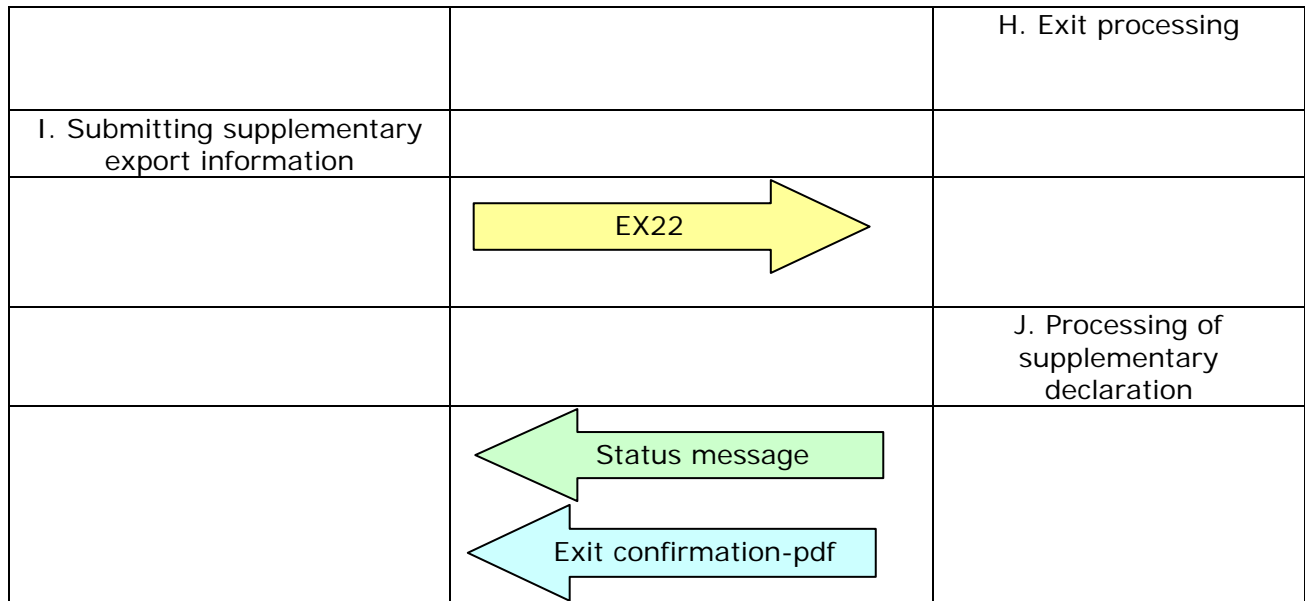 H. Exit processing
I. Submitting supplementary
export information
EX22
J. Processing of
supplementary
declaration
Status message
Exit confirmation-pdf